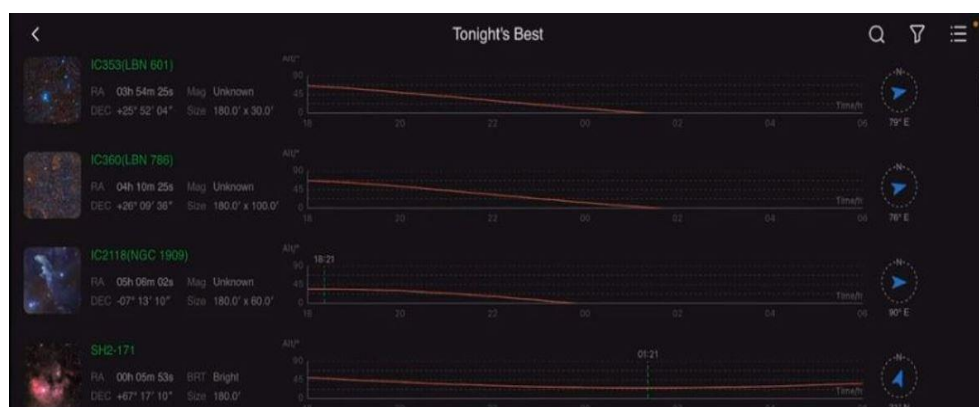 Tonight's Best
IC353(LBN 601)
RA 03h 54m 25s Mag Unknown
DEC +25° 52' 04" Size 180.0' x 30.0'
Alt/°
90
45
0
Time/h
18 20 22 00 02 04 06
N
79° E
IC360(LBN 786)
RA 04h 10m 25s Mag Unknown
DEC +26° 09' 36" Size 180.0' x 100.0'
Alt/°
90
45
0
Time/h
18 20 22 00 02 04 06
N
76° E
IC2118(NGC 1909)
RA 05h 06m 02s Mag Unknown
DEC -07° 13' 10" Size 180.0' x 60.0'
Alt/°
90
45
0
18:21
Time/h
18 20 22 00 02 04 06
N
90° E
SH2-171
RA 00h 05m 53s BRT Bright
DEC +67° 17' 10" Size 180.0'
Alt/°
90
45
0
01:21
Time/h
N